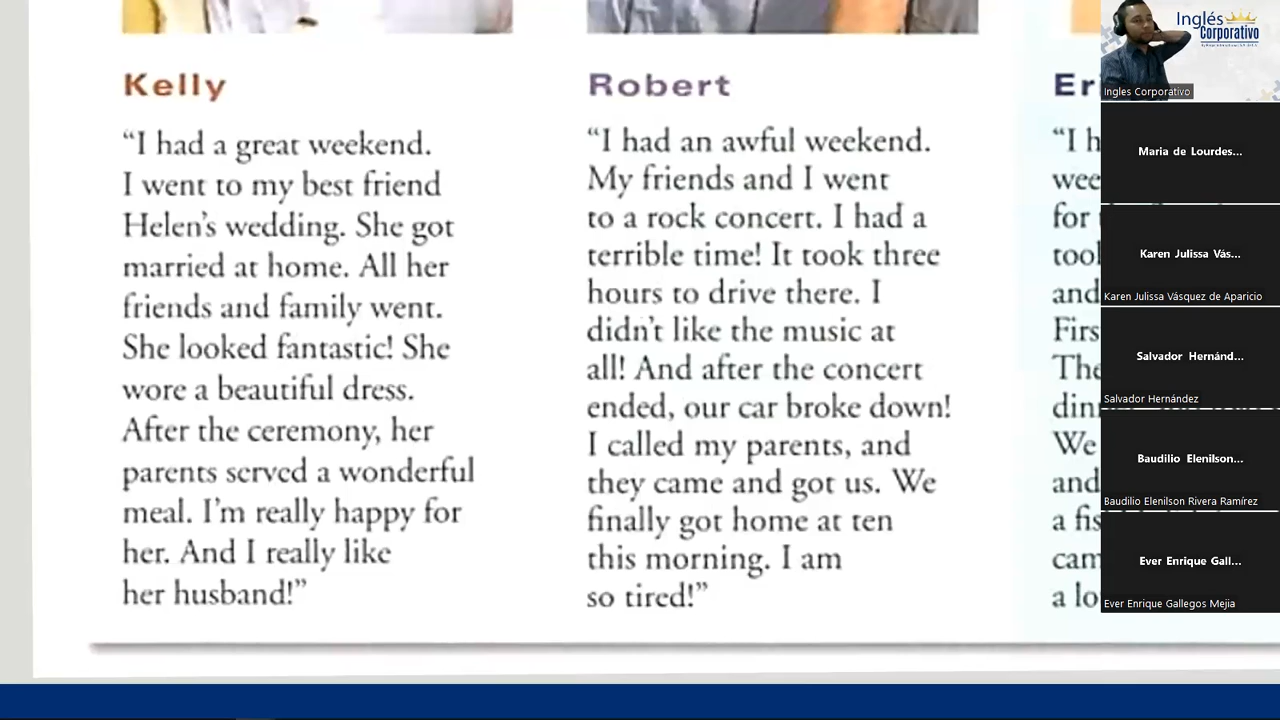 Kelly
“I had a great weekend.
I went to my best friend
Helen’s wedding. She got
married at home. All her
friends and family went.
She looked fantastic! She
wore a beautiful dress.
After the ceremony, her
parents served a wonderful
meal. I’m really happy for
her. And I really like
her husband!”
Robert
“I had an awful weekend.
My friends and I went
to a rock concert. I had a
terrible time! It took three
hours to drive there. I
didn’t like the music at
all! And after the concert
ended, our car broke down!
I called my parents, and
they came and got us. We
finally got home at ten
this morning. I am
so tired!”
“I
for
and
We
and
a
a
Inglés
Corporativo
Ingles Corporativo
Maria de Lourdes...
Karen Julissa Vás...
Karen Julissa Vásquez de Aparicio
Salvador Hernánd...
Salvador Hernández
Baudilio Elenilson...
Baudilio Elenilson Rivera Ramírez
Ever Enrique Gall...
Ever Enrique Gallegos Mejia